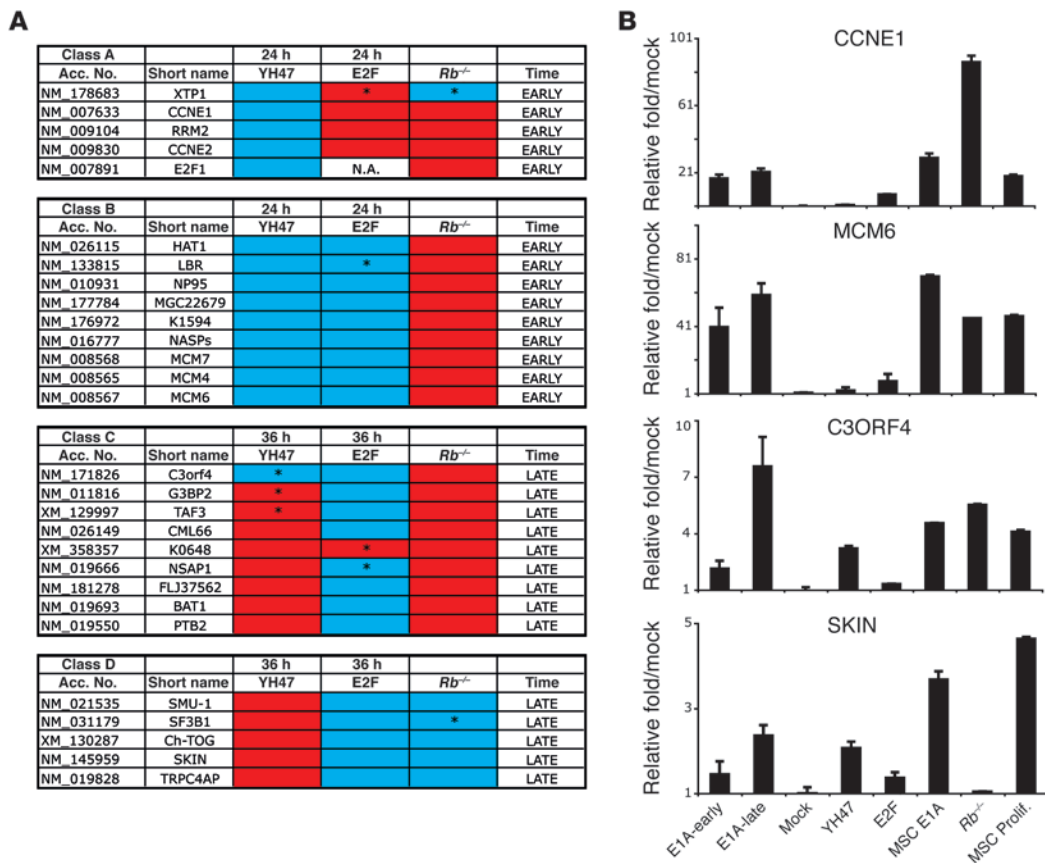 A
Class A 24 h 24 h
Acc. No. Short name YH47 E2F Rb-/- Time
NM_178683 XTP1 * * EARLY
NM_007633 CCNE1 EARLY
NM_009104 RRM2 EARLY
NM_009830 CCNE2 EARLY
NM_007891 E2F1 N.A. EARLY
Class B 24 h 24 h
Acc. No. Short name YH47 E2F Rb-/- Time
NM_026115 HAT1 EARLY
NM_133815 LBR * EARLY
NM_010931 NP95 EARLY
NM_177784 MGC22679 EARLY
NM_176972 K1594 EARLY
NM_016777 NASPs EARLY
NM_008568 MCM7 EARLY
NM_008565 MCM4 EARLY
NM_008567 MCM6 EARLY
Class C 36 h 36 h
Acc. No. Short name YH47 E2F Rb-/- Time
NM_171826 C3orf4 * LATE
NM_011816 G3BP2 * LATE
XM_129997 TAF3 * LATE
NM_026149 CML66 LATE
XM_358357 K0648 * LATE
NM_019666 NSAP1 * LATE
NM_181278 FLJ37562 LATE
NM_019693 BAT1 LATE
NM_019550 PTB2 LATE
Class D 36 h 36 h
Acc. No. Short name YH47 E2F Rb-/- Time
NM_021535 SMU-1 LATE
NM_031179 SF3B1 * LATE
XM_130287 Ch-TOG LATE
NM_145959 SKIN LATE
NM_019828 TRPC4AP LATE
B
CCNE1
Relative fold/mock
101
61
21
MCM6
Relative fold/mock
81
41
1
C3ORF4
Relative fold/mock
10
7
4
1
SKIN
Relative fold/mock
5
3
1
E1A-early E1A-late Mock YH47 E2F MSC E1A Rb-/- MSC Prolif.